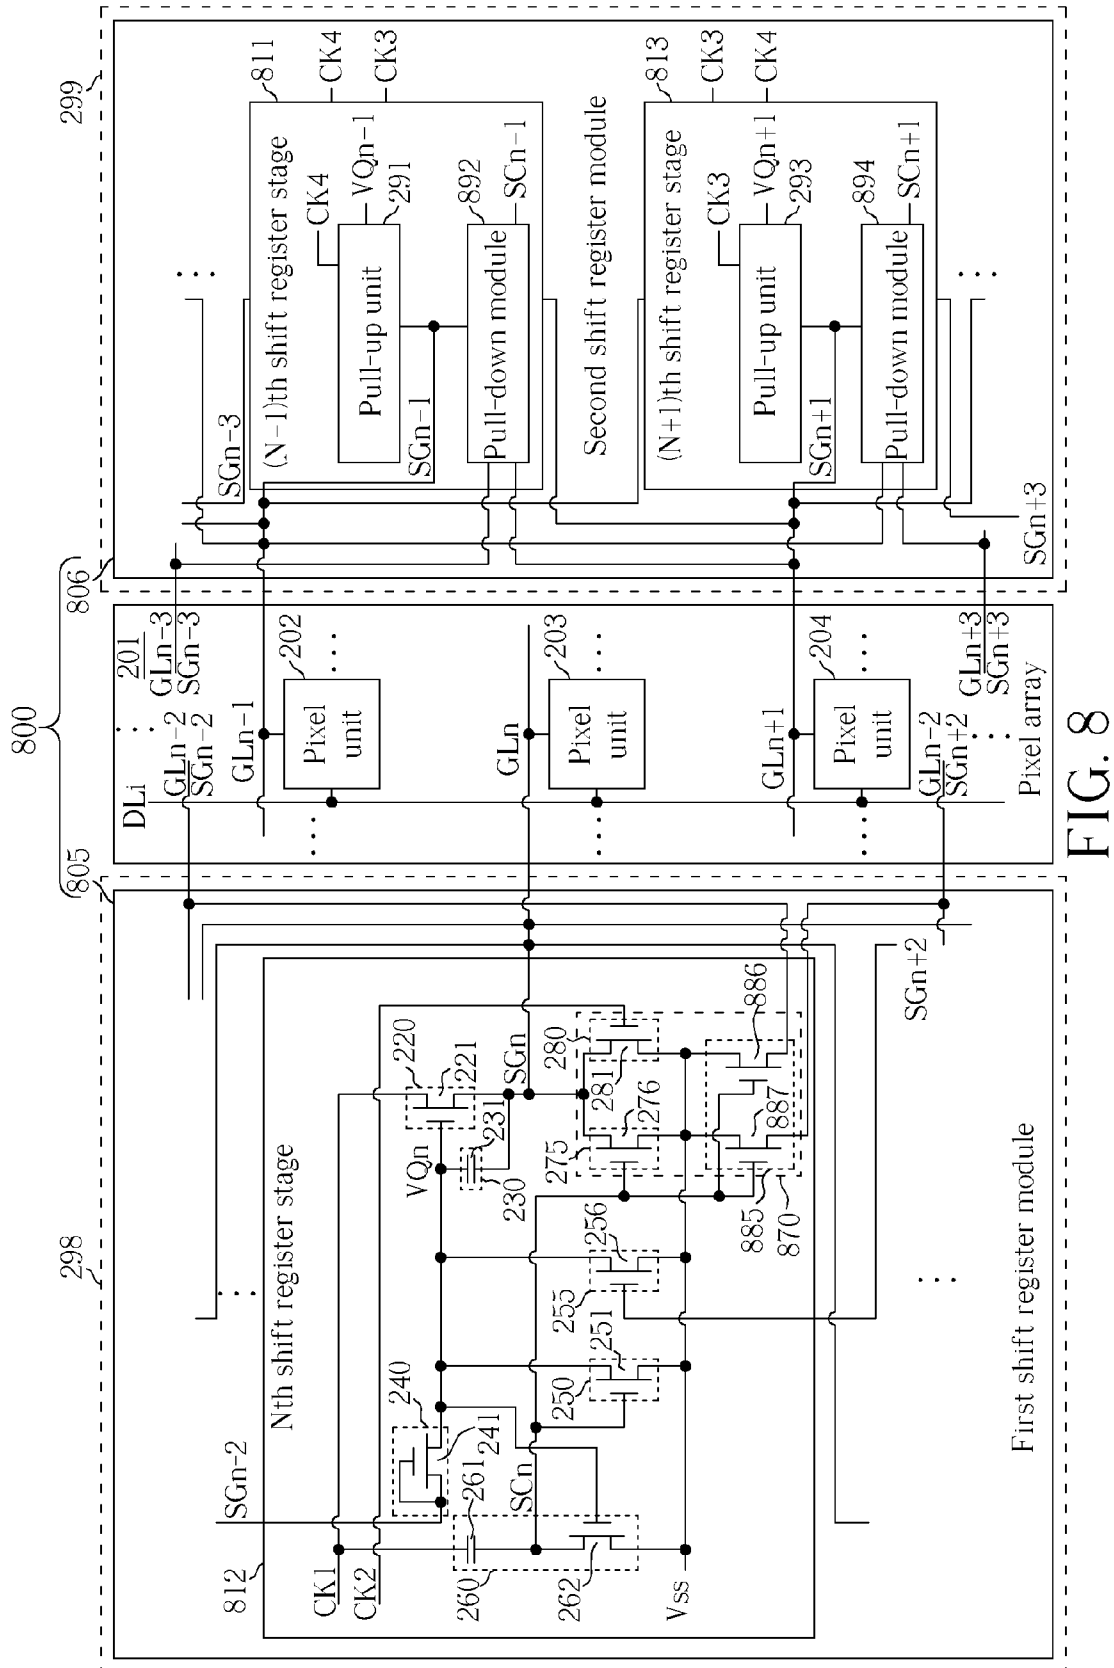 800
805
806
298
299
812
SGn-2
CK1
CK2
Nth shift register stage
240
241
VQn
220
221
231
230
SGn
260
261
262
SCn
250
251
255
256
275
276
280
281
885
886
887
870
Vss
SGn+2
First shift register module
DLi
201
GLn-2
SGn-2
GLn-3
SGn-3
GLn-1
202
Pixel
unit
GLn
203
Pixel
unit
GLn+1
204
Pixel
unit
GLn-2
SGn+2
GLn+3
SGn+3
Pixel array
SGn-3
(N-1)th shift register stage
811
CK4
CK3
CK4
VQn-1
291
Pull-up unit
SGn-1
892
Pull-down module
SCn-1
Second shift register module
(N+1)th shift register stage
813
CK3
CK4
CK3
VQn+1
293
Pull-up unit
SGn+1
894
Pull-down module
SCn+1
SGn+3
FIG. 8